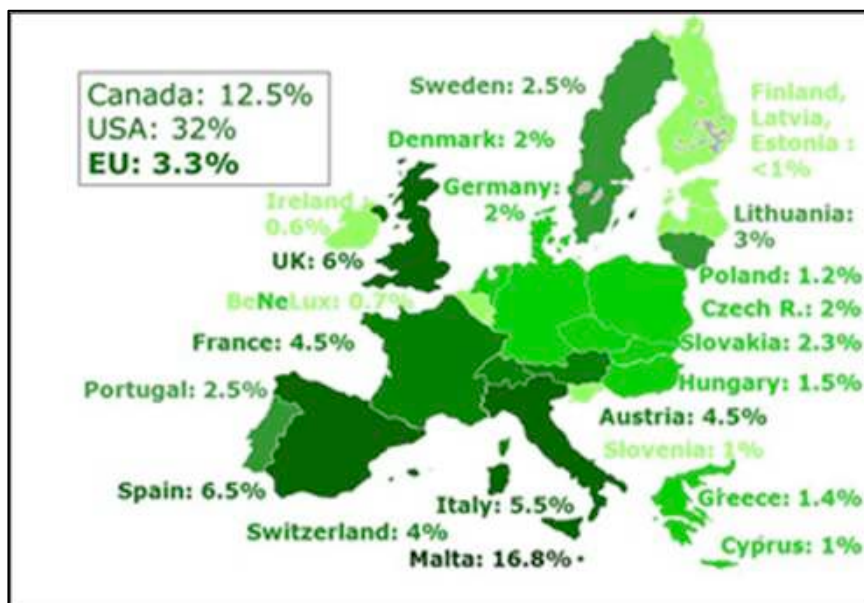 Canada: 12.5%
USA: 32%
EU: 3.3%
Sweden: 2.5%
Finland,
Latvia,
Estonia :
<1%
Denmark: 2%
Germany:
2%
Ireland :
0.6%
Lithuania:
3%
UK: 6%
Poland: 1.2%
BeNeLux: 0.7%
Czech R.: 2%
France: 4.5%
Slovakia: 2.3%
Portugal: 2.5%
Hungary: 1.5%
Austria: 4.5%
Slovenia: 1%
Spain: 6.5%
Italy: 5.5%
Greece: 1.4%
Switzerland: 4%
Cyprus: 1%
Malta: 16.8%